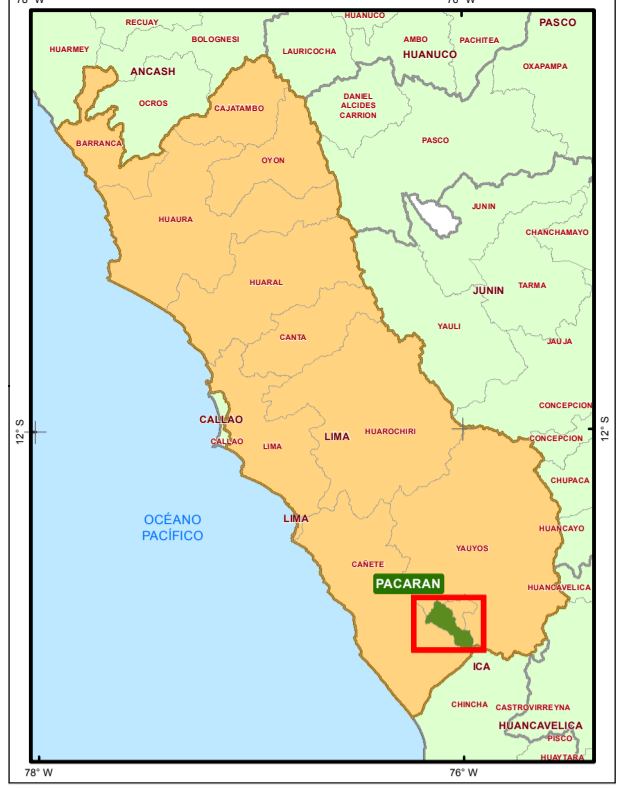 78° W
76° W
HUANUCO
RECUAY
PASCO
BOLOGNESI
AMBO
PACHITEA
HUARMEY
LAURICOCHA
HUANUCO
ANCASH
OXAPAMPA
OCROS
CAJATAMBO
DANIEL
ALCIDES
CARRION
BARRANCA
PASCO
OYON
JUNIN
HUAURA
CHANCHAMAYO
HUARAL
JUNIN
TARMA
YAULI
CANTA
JAUJA
CONCEPCION
CALLAO
12° S
12° S
CALLAO
LIMA
LIMA
HUAROCHIRI
CONCEPCION
CHUPACA
LIMA
OCÉANO
PACÍFICO
HUANCAYO
YAUYOS
CAÑETE
PACARAN
HUANCAVELICA
ICA
CHINCHA
CASTROVIRREYNA
HUANCAVELICA
PISCO
HUAYTARA
78° W
76° W